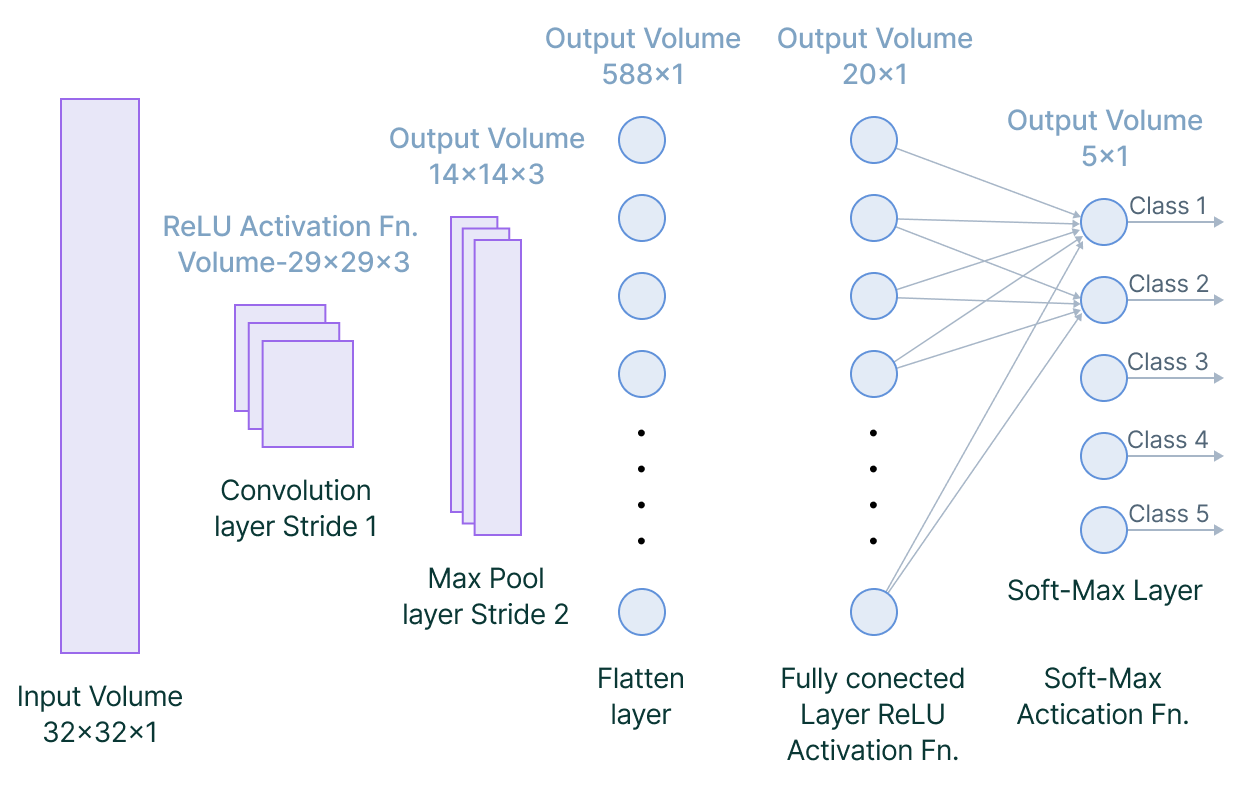 Input Volume
32×32×1
ReLU Activation Fn.
Volume-29×29×3
Convolution
layer Stride 1
Output Volume
14×14×3
Max Pool
layer Stride 2
Output Volume
588×1
Flatten
layer
Output Volume
20×1
Fully conected
Layer ReLU
Activation Fn.
Output Volume
5×1
Class 1
Class 2
Class 3
Class 4
Class 5
Soft-Max Layer
Soft-Max
Actication Fn.